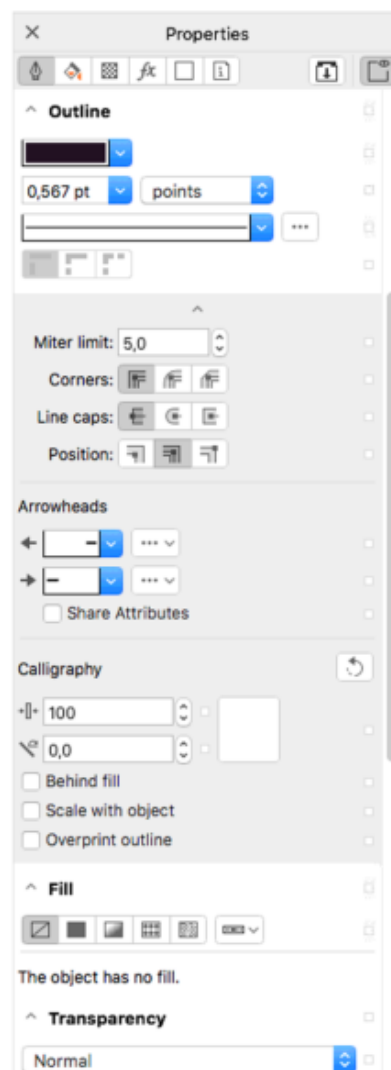 Properties
fx
Outline
0,567 pt
points
Miter limit: 5,0
Corners:
Line caps:
Position:
Arrowheads
Share Attributes
Calligraphy
100
0,0
Behind fill
Scale with object
Overprint outline
Fill
The object has no fill.
Transparency
Normal